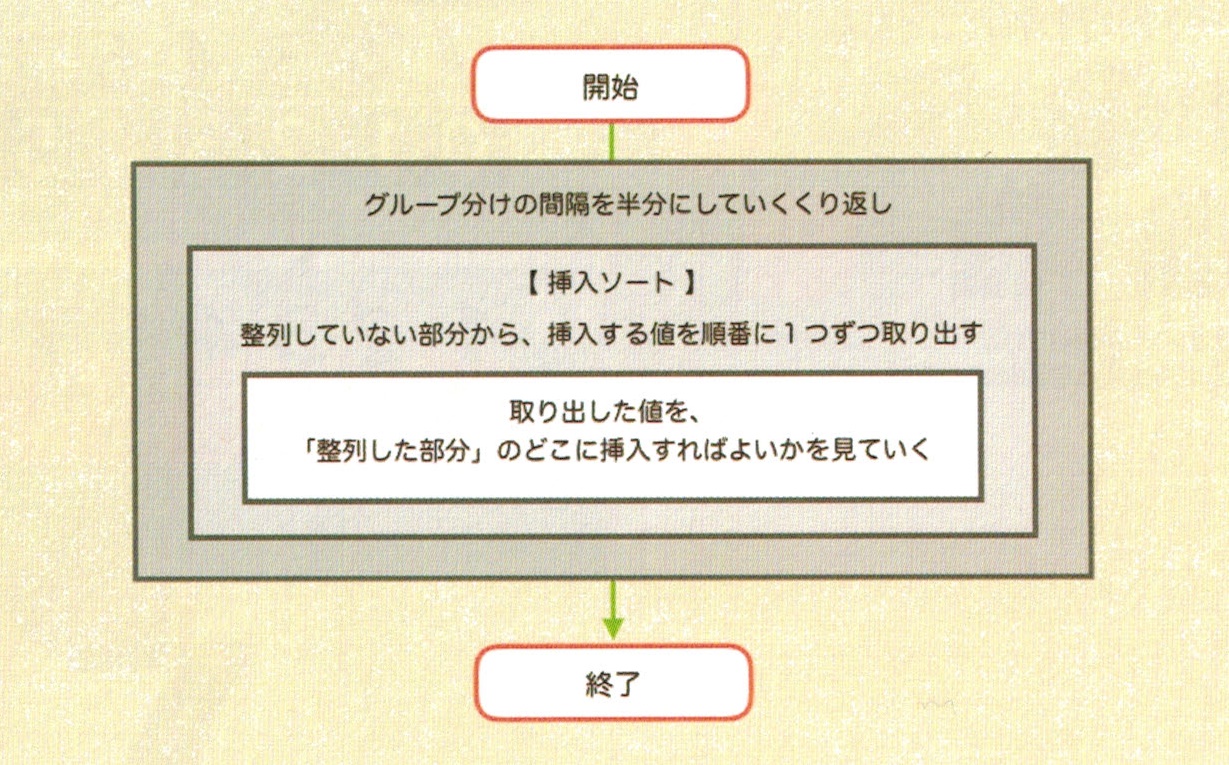 開始
グループ分けの間隔を半分にしていくくり返し
【 挿入ソート 】
整列していない部分から、挿入する値を順番に1つずつ取り出す
取り出した値を、
「整列した部分」のどこに挿入すればよいかを見ていく
終了